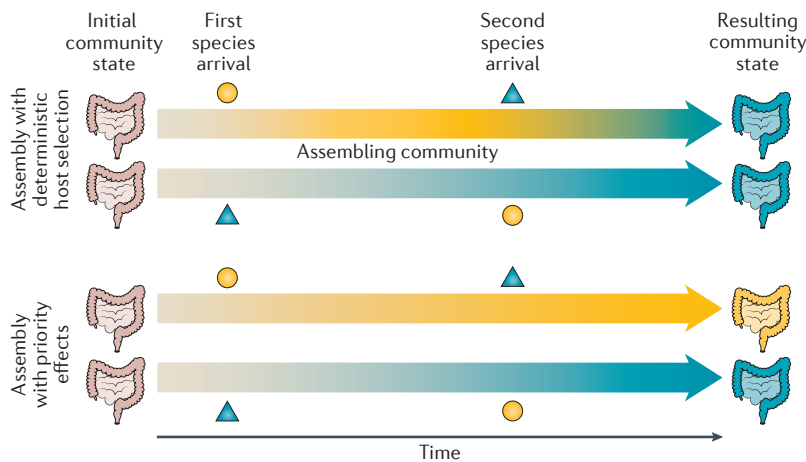 Initial
community
state
First
species
arrival
Second
species
arrival
Resulting
community
state
Assembly with
deterministic
host selection
Assembling community
Assembly
with priority
effects
Time